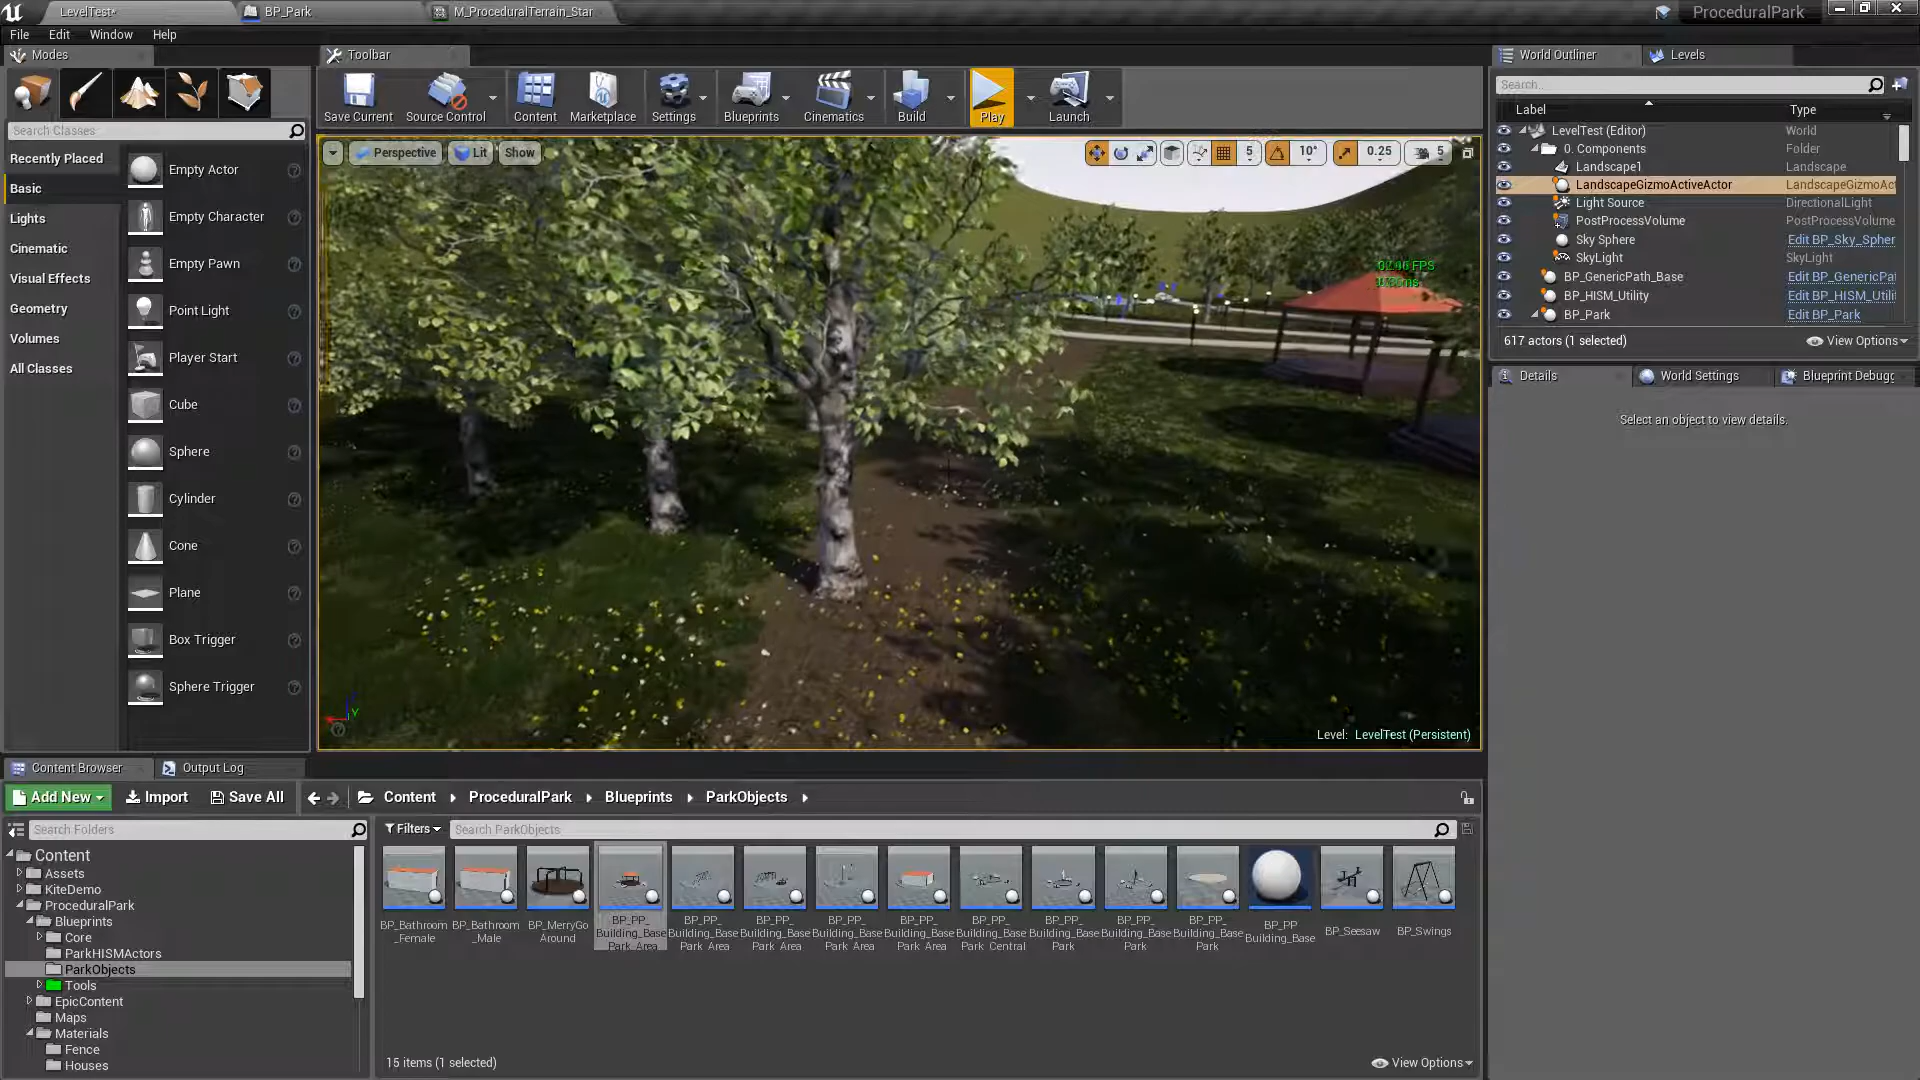 LevelTest*
BP_Park
M_ProceduralTerrain_Star
ProceduralPark
File Edit Window Help
Modes
Toolbar
World Outliner
Levels
Search Classes
Recently Placed
Basic
Lights
Cinematic
Visual Effects
Geometry
Volumes
All Classes
Empty Actor
Empty Character
Empty Pawn
Point Light
Player Start
Cube
Sphere
Cylinder
Cone
Plane
Box Trigger
Sphere Trigger
Save Current
Source Control
Content
Marketplace
Settings
Blueprints
Cinematics
Build
Play
Launch
Perspective
Lit
Show
5
10°
0.25
5
Y
Level: LevelTest (Persistent)
Search...
Label Type
LevelTest (Editor) World
0. Components Folder
Landscape1 Landscape
LandscapeGizmoActiveActor LandscapeGizmoAct
Light Source DirectionalLight
PostProcessVolume PostProcessVolume
Sky Sphere Edit BP_Sky_Spher
SkyLight SkyLight
BP_GenericPath_Base Edit BP_GenericPat
BP_HISM_Utility Edit BP_HISM_Utili
BP_Park Edit BP_Park
617 actors (1 selected)
View Options
Details
World Settings
Blueprint Debugg
Select an object to view details.
Content Browser
Output Log
Add New
Import
Save All
Content
ProceduralPark
Blueprints
ParkObjects
Search Folders
Content
Assets
KiteDemo
ProceduralPark
Blueprints
Core
ParkHISMActors
ParkObjects
Tools
EpicContent
Maps
Materials
Fence
Houses
Filters
Search ParkObjects
BP_Bathroom
_Female
BP_Bathroom
_Male
BP_MerryGo
Around
BP_PP_
Building_Base
Park_Area
BP_PP_
Building_Base
Park_Area
BP_PP_
Building_Base
Park_Area
BP_PP_
Building_Base
Park_Area
BP_PP_
Building_Base
Park_Area
BP_PP_
Building_Base
Park_Central
BP_PP_
Building_Base
Park
BP_PP_
Building_Base
Park
BP_PP_
Building_Base
Park
BP_PP
Building_Base
BP_Seesaw
BP_Swings
15 items (1 selected)
View Options